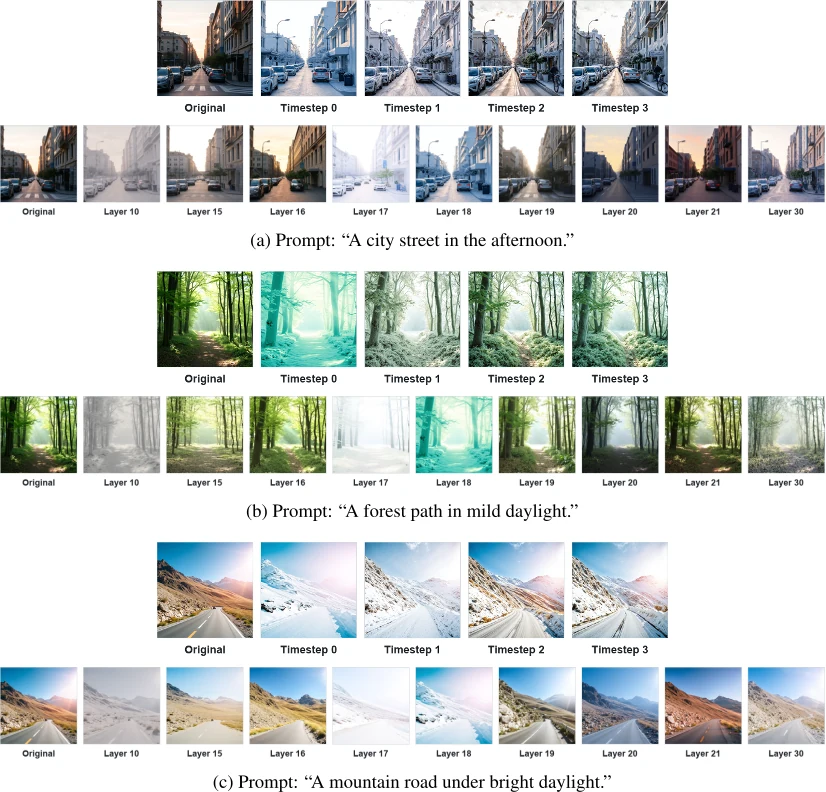 Original Timestep 0 Timestep 1 Timestep 2 Timestep 3
Original Layer 10 Layer 15 Layer 16 Layer 17 Layer 18 Layer 19 Layer 20 Layer 21 Layer 30
(a) Prompt: “A city street in the afternoon.”
Original Timestep 0 Timestep 1 Timestep 2 Timestep 3
Original Layer 10 Layer 15 Layer 16 Layer 17 Layer 18 Layer 19 Layer 20 Layer 21 Layer 30
(b) Prompt: “A forest path in mild daylight.”
Original Timestep 0 Timestep 1 Timestep 2 Timestep 3
Original Layer 10 Layer 15 Layer 16 Layer 17 Layer 18 Layer 19 Layer 20 Layer 21 Layer 30
(c) Prompt: “A mountain road under bright daylight.”